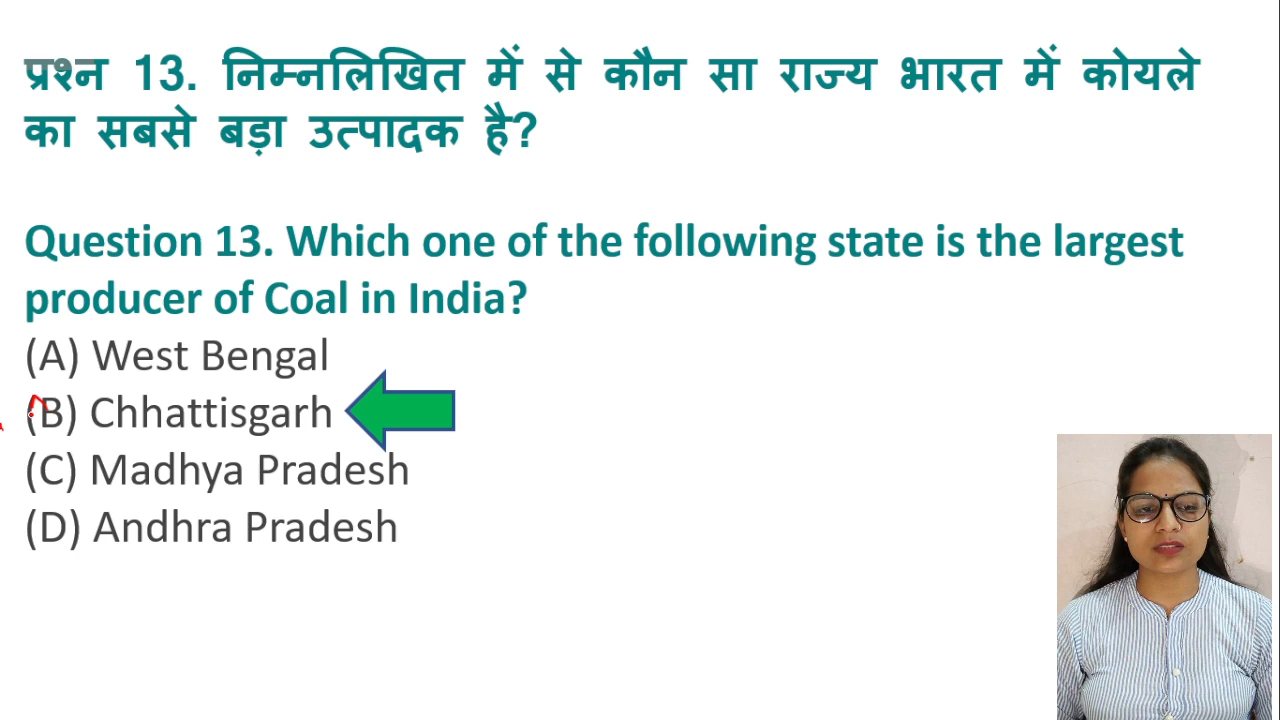 प्रश्न 13. निम्नलिखित में से कौन सा राज्य भारत में कोयले
का सबसे बड़ा उत्पादक है?
Question 13. Which one of the following state is the largest
producer of Coal in India?
(A) West Bengal
(B) Chhattisgarh
(C) Madhya Pradesh
(D) Andhra Pradesh